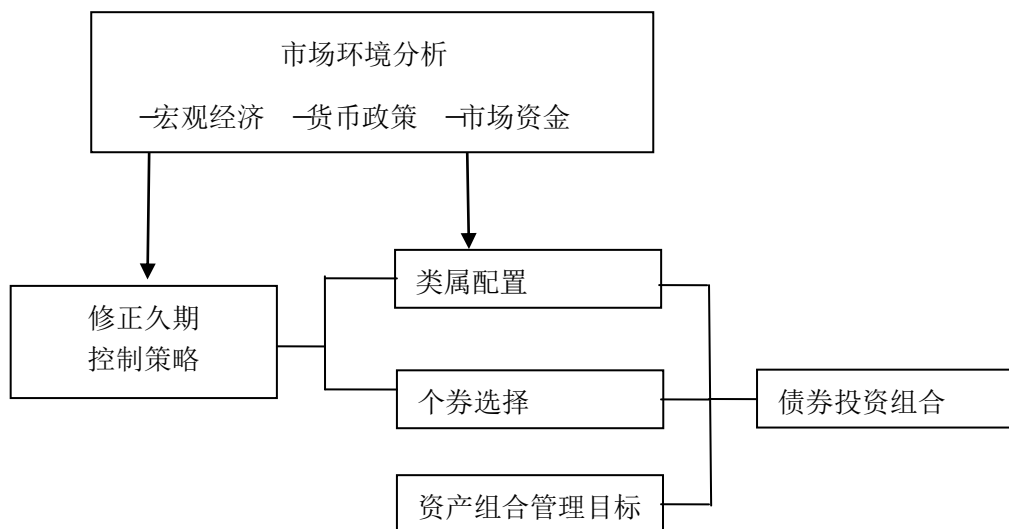 市场环境分析
–宏观经济 –货币政策 –市场资金
类属配置
修正久期
控制策略
个券选择
债券投资组合
资产组合管理目标